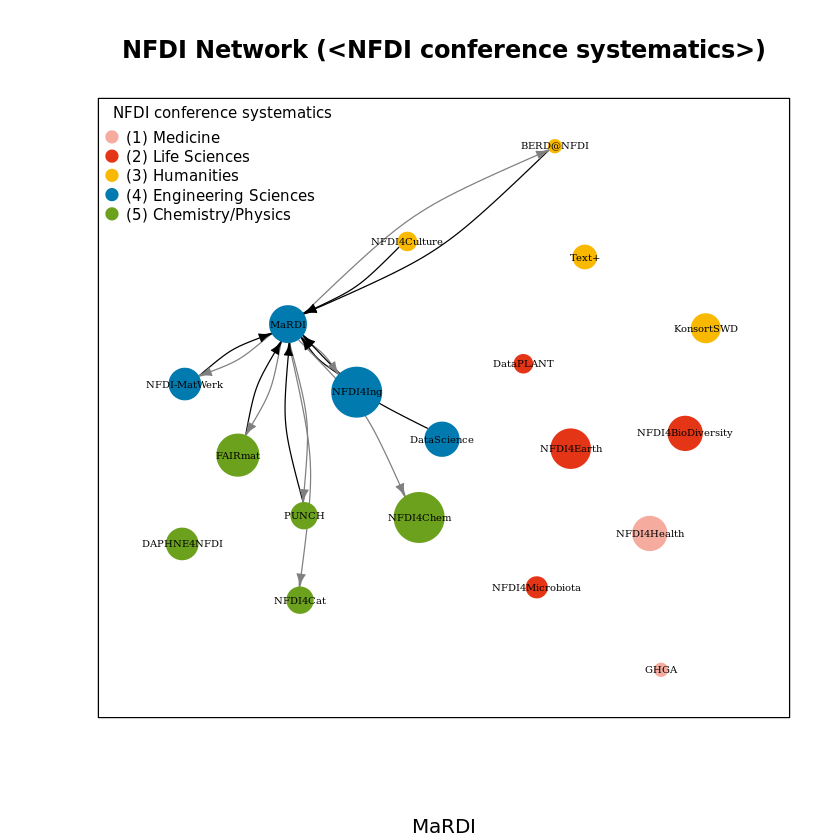 NFDI Network (<NFDI conference systematics>)
NFDI conference systematics
(1) Medicine
(2) Life Sciences
(3) Humanities
(4) Engineering Sciences
(5) Chemistry/Physics
BERD@NFDI
NFDI4Culture
Text+
MaRDI
KonsortSWD
DataPLANT
NFDI-MatWerk
NFDI4Ing
NFDI4BioDiversity
DataScience
NFDI4Earth
FAIRmat
PUNCH
NFDI4Chem
NFDI4Health
DAPHNE4NFDI
NFDI4Microbiota
NFDI4Cat
GHGA
MaRDI